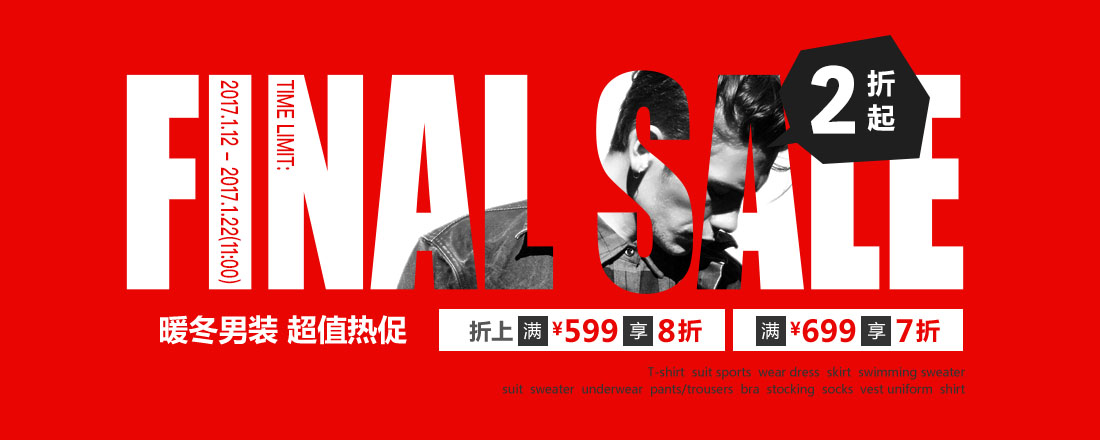 FINAL SALE
TIME LIMIT:
2017.1.12 - 2017.1.22(11:00)
2折起
暖冬男装 超值热促
折上 满 ¥599 享 8折
满 ¥699 享 7折
T-shirt suit sports wear dress skirt swimming sweater
suit sweater underwear pants/trousers bra stocking socks vest uniform shirt